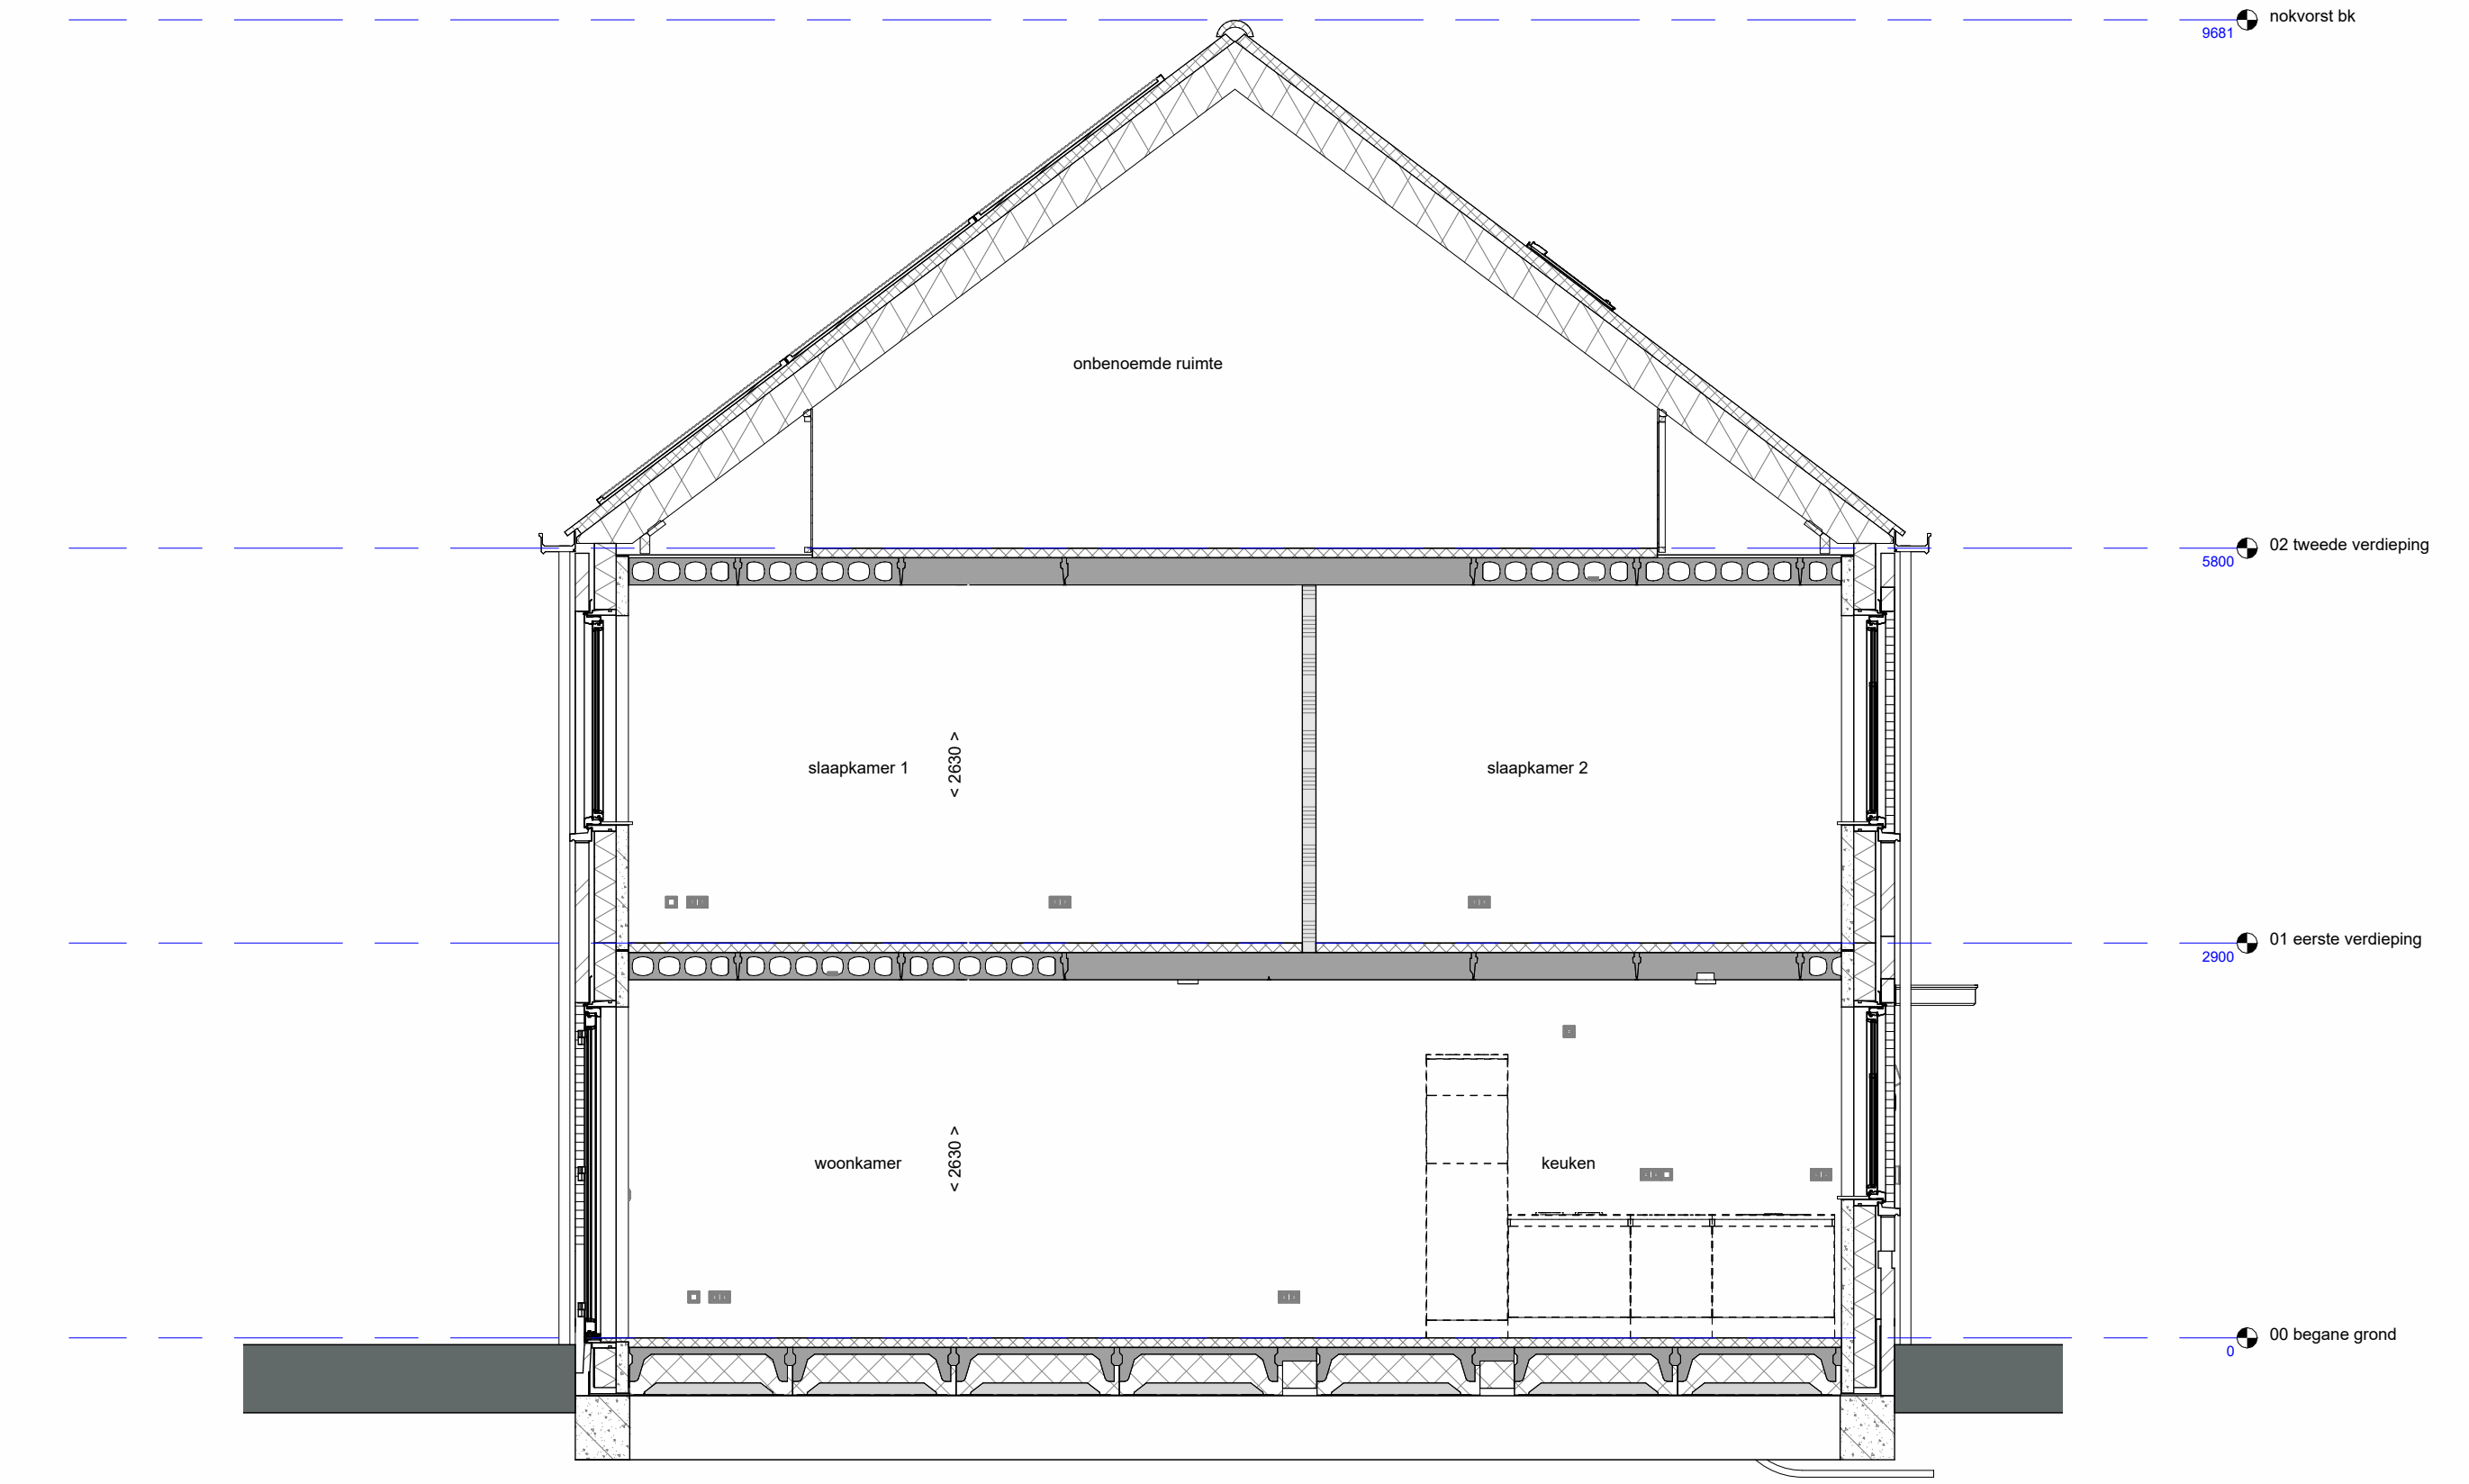 nokvorst bk
9681
onbenoemde ruimte
02 tweede verdieping
5800
slaapkamer 1
< 2630 >
slaapkamer 2
01 eerste verdieping
2900
woonkamer
< 2630 >
keuken
00 begane grond
0